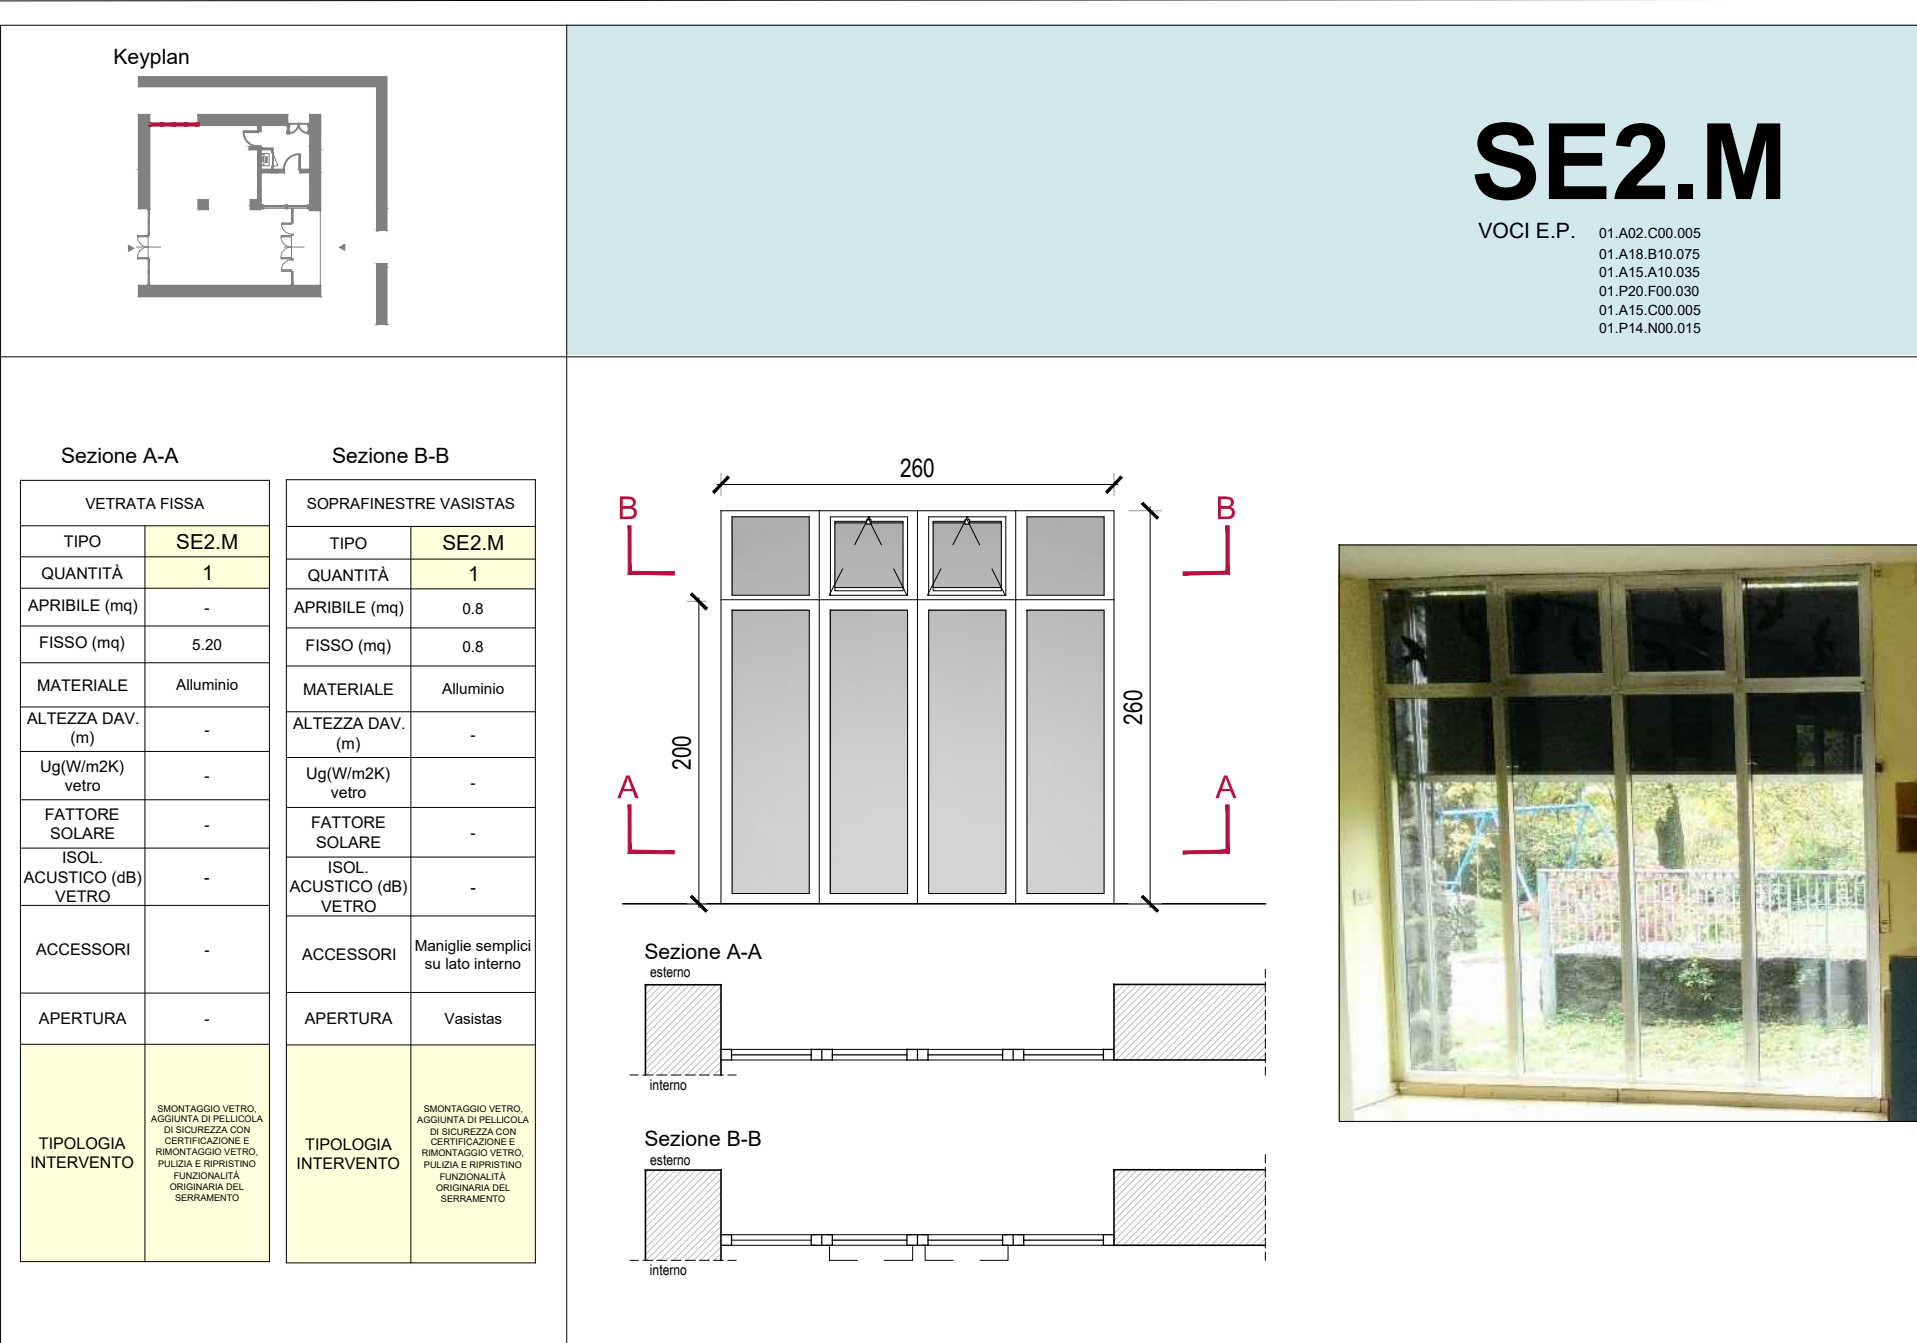 Keyplan
SE2.M
VOCI E.P.
01.A02.C00.005
01.A18.B10.075
01.A15.A10.035
01.P20.F00.030
01.A15.C00.005
01.P14.N00.015
Sezione A-A
VETRATA FISSA
TIPO SE2.M
QUANTITÀ 1
APRIBILE (mq) -
FISSO (mq) 5.20
MATERIALE Alluminio
ALTEZZA DAV.
(m) -
Ug(W/m2K)
vetro -
FATTORE
SOLARE -
ISOL.
ACUSTICO (dB)
VETRO -
ACCESSORI -
APERTURA -
TIPOLOGIA
INTERVENTO
SMONTAGGIO VETRO,
AGGIUNTA DI PELLICOLA
DI SICUREZZA CON
CERTIFICAZIONE E
RIMONTAGGIO VETRO,
PULIZIA E RIPRISTINO
FUNZIONALITÀ
ORIGINARIA DEL
SERRAMENTO
Sezione B-B
SOPRAFINESTRE VASISTAS
TIPO SE2.M
QUANTITÀ 1
APRIBILE (mq) 0.8
FISSO (mq) 0.8
MATERIALE Alluminio
ALTEZZA DAV.
(m) -
Ug(W/m2K)
vetro -
FATTORE
SOLARE -
ISOL.
ACUSTICO (dB)
VETRO -
ACCESSORI
Maniglie semplici
su lato interno
APERTURA Vasistas
TIPOLOGIA
INTERVENTO
SMONTAGGIO VETRO,
AGGIUNTA DI PELLICOLA
DI SICUREZZA CON
CERTIFICAZIONE E
RIMONTAGGIO VETRO,
PULIZIA E RIPRISTINO
FUNZIONALITÀ
ORIGINARIA DEL
SERRAMENTO
260
B B
260
200
A A
Sezione A-A
esterno
interno
Sezione B-B
esterno
interno